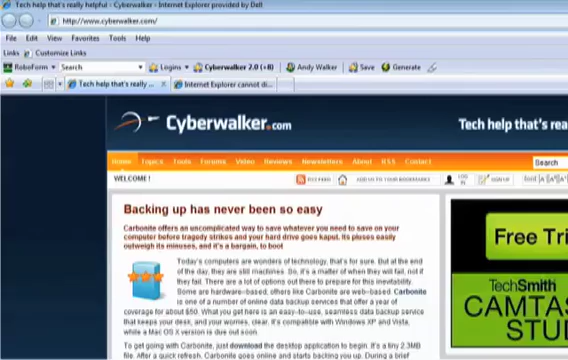 Tech help that's really helpful - Cyberwalker - Internet Explorer provided by Dell
http://www.cyberwalker.com/
File Edit View Favorites Tools Help
Links Customize Links
RoboForm Search Logins Cyberwalker 2.0 (+8) Andy Walker Save Generate
Tech help that's really ... Internet Explorer cannot di...
Cyberwalker.com Tech help that's rea
Home Topics Tools Forums Video Reviews Newsletters About RSS Contact Search
WELCOME ! RSS FEED ADD US TO YOUR BOOKMARKS LOG IN SIGN UP font
Backing up has never been so easy
Carbonite offers an uncomplicated way to save whatever you need to save on your
computer before tragedy strikes and your hard drive goes kaput. Its pluses easily
outweigh its minuses, and it's a bargain, to boot
Today's computers are wonders of technology, that's for sure. But at the end
of the day, they are still machines. So, it's a matter of when they will fail, not if
they fail. There are a lot of options out there to prepare for this inevitability.
Some are hardware-based, others like Carbonite are web-based. Carbonite
is one of a number of online data backup services that offer a year of
coverage for about $50. What you get here is an easy-to-use, seamless data backup service
that keeps your desk, and your worries, clear. It's compatible with Windows XP and Vista,
while a Mac OS X version is due out soon.
To get going with Carbonite, just download the desktop application to begin. It's a tiny 2.3MB
file. After a quick refresh, Carbonite goes online and starts backing you up. During a brief
Free Tri
TechSmith
CAMTAS
STU